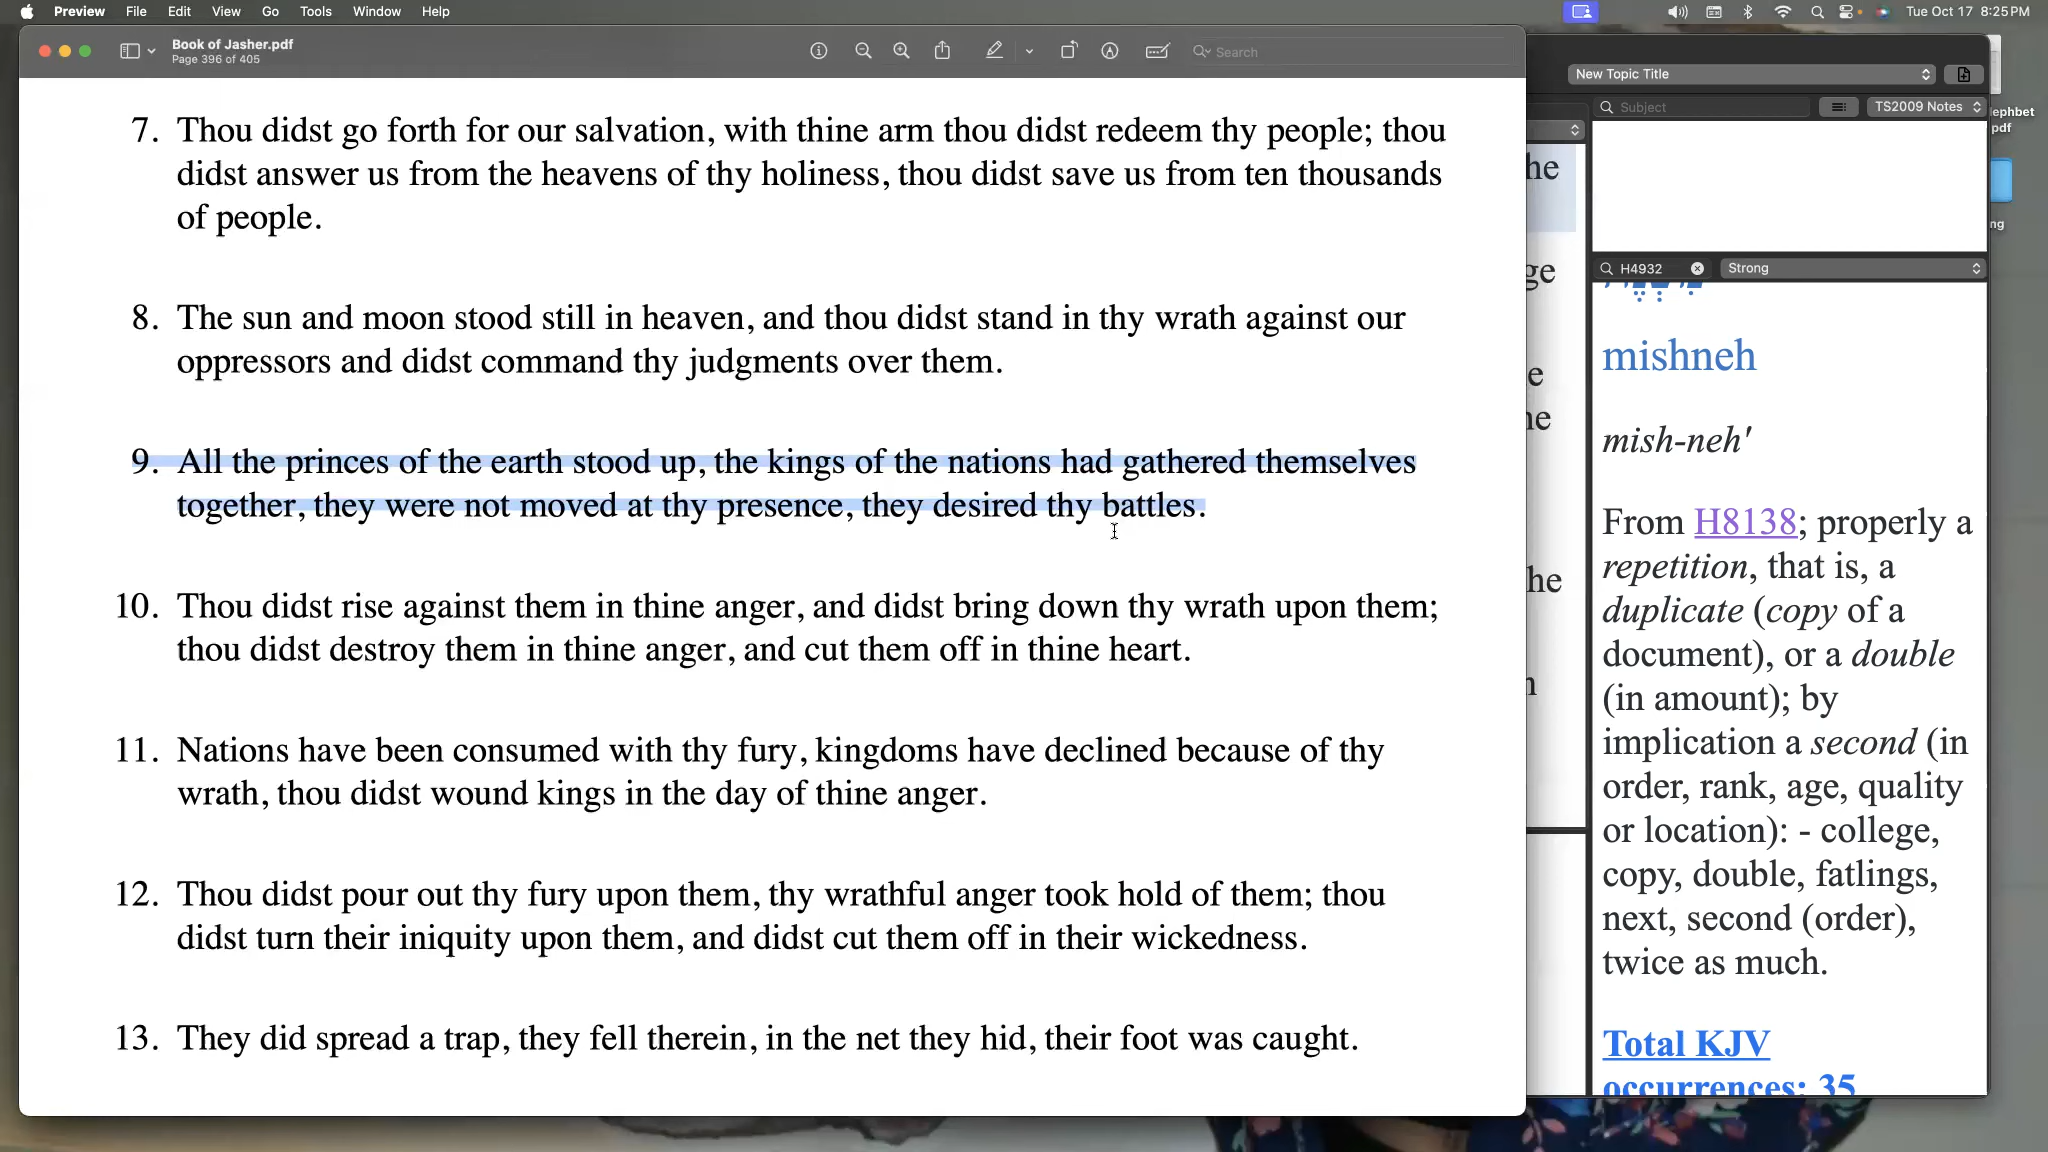 Preview File Edit View Go Tools Window Help
Tue Oct 17 8:25 PM
Book of Jasher.pdf
Page 396 of 405
Search
7. Thou didst go forth for our salvation, with thine arm thou didst redeem thy people; thou
didst answer us from the heavens of thy holiness, thou didst save us from ten thousands
of people.
8. The sun and moon stood still in heaven, and thou didst stand in thy wrath against our
oppressors and didst command thy judgments over them.
9. All the princes of the earth stood up, the kings of the nations had gathered themselves
together, they were not moved at thy presence, they desired thy battles.
10. Thou didst rise against them in thine anger, and didst bring down thy wrath upon them;
thou didst destroy them in thine anger, and cut them off in thine heart.
11. Nations have been consumed with thy fury, kingdoms have declined because of thy
wrath, thou didst wound kings in the day of thine anger.
12. Thou didst pour out thy fury upon them, thy wrathful anger took hold of them; thou
didst turn their iniquity upon them, and didst cut them off in their wickedness.
13. They did spread a trap, they fell therein, in the net they hid, their foot was caught.
he
ge
e
he
n
New Topic Title
Subject
TS2009 Notes
H4932
Strong
mishneh
mish-neh'
From H8138; properly a
repetition, that is, a
duplicate (copy of a
document), or a double
(in amount); by
implication a second (in
order, rank, age, quality
or location): - college,
copy, double, fatlings,
next, second (order),
twice as much.
Total KJV
occurrences: 35
lephbet
pdf
ng